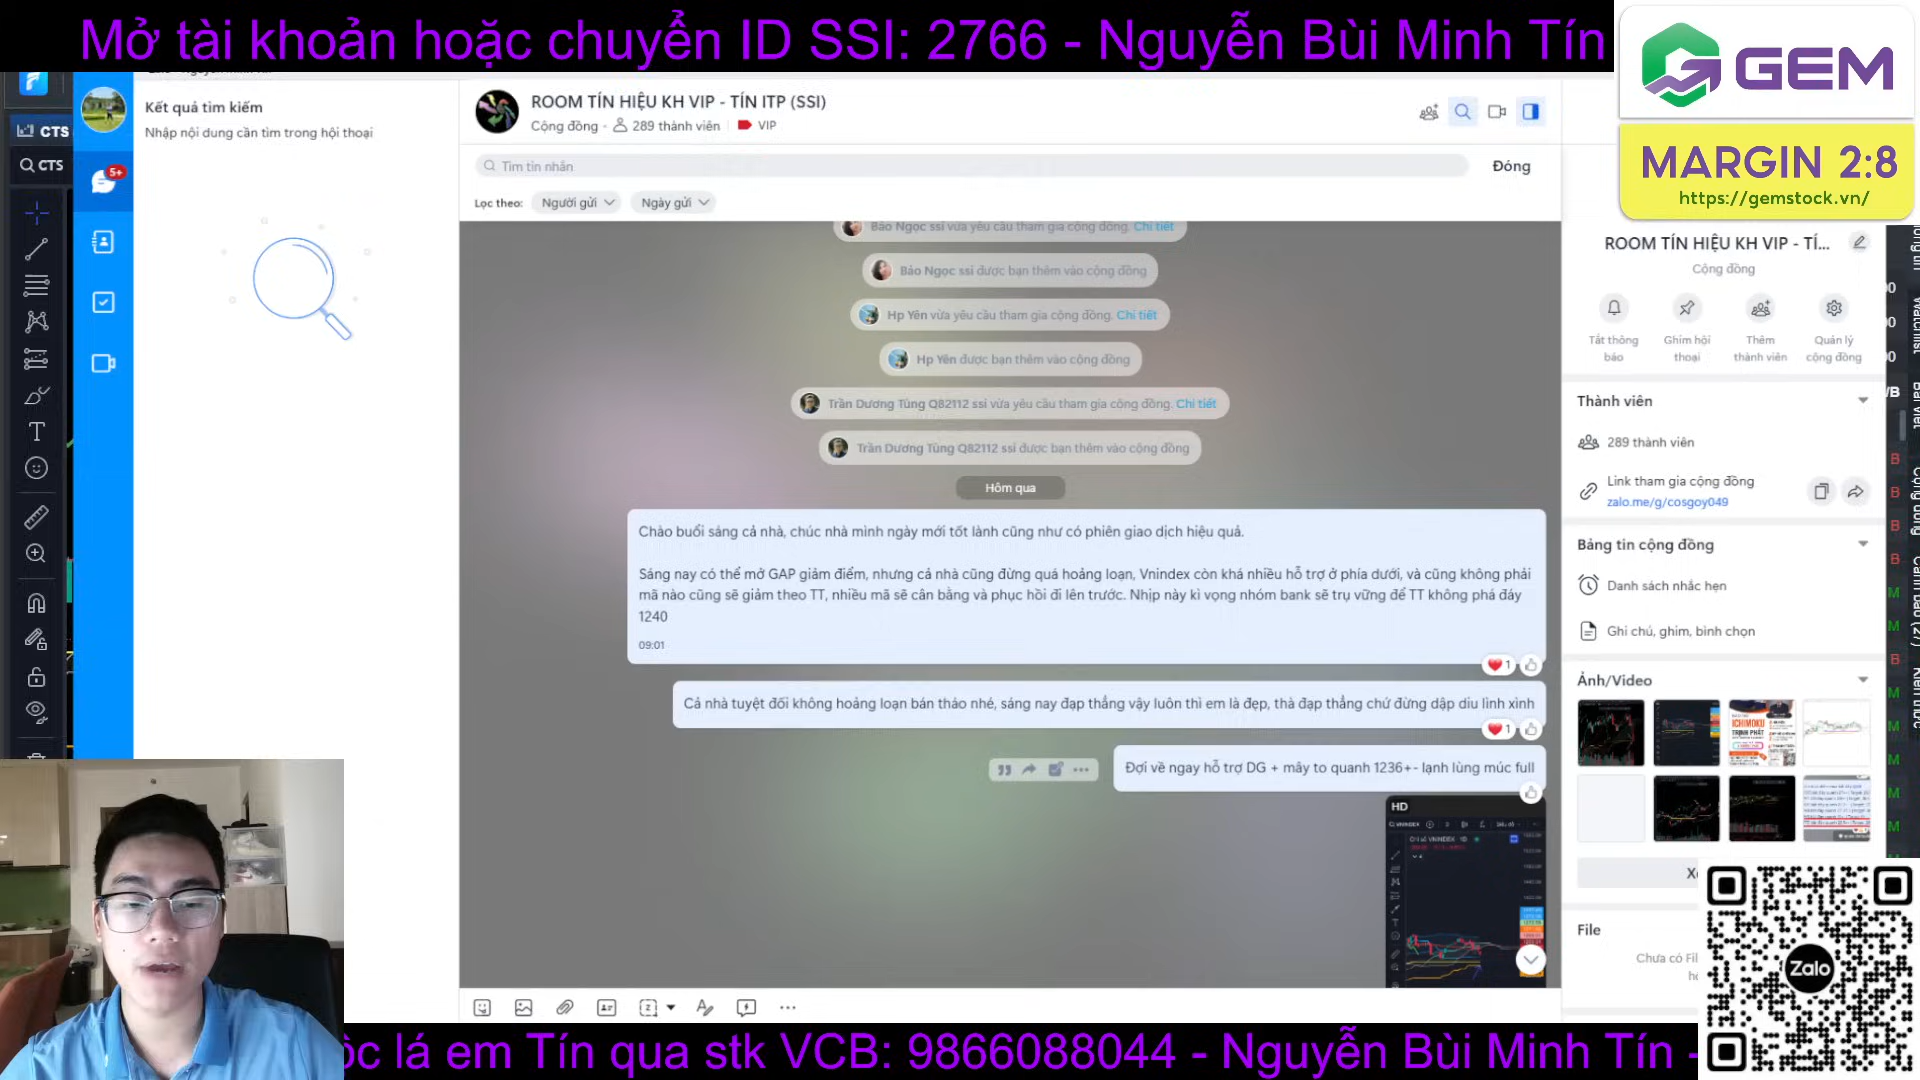 Mở tài khoản hoặc chuyển ID SSI: 2766 - Nguyễn Bùi Minh Tín
GEM
MARGIN 2:8
https://gemstock.vn/
CTS
CTS
5+
Kết quả tìm kiếm
Nhập nội dung cần tìm trong hội thoại
ROOM TÍN HIỆU KH VIP - TÍN ITP (SSI)
Cộng đồng - 289 thành viên VIP
Tìm tin nhắn
Đóng
Lọc theo: Người gửi Ngày gửi
Bảo Ngọc ssi vừa yêu cầu tham gia cộng đồng. Chi tiết
Bảo Ngọc ssi được bạn thêm vào cộng đồng
Hp Yên vừa yêu cầu tham gia cộng đồng. Chi tiết
Hp Yên được bạn thêm vào cộng đồng
Trần Dương Tùng Q82112 ssi vừa yêu cầu tham gia cộng đồng. Chi tiết
Trần Dương Tùng Q82112 ssi được bạn thêm vào cộng đồng
Hôm qua
Chào buổi sáng cả nhà, chúc nhà mình ngày mới tốt lành cũng như có phiên giao dịch hiệu quả.
Sáng nay có thể mở GAP giảm điểm, nhưng cả nhà cũng đừng quá hoảng loạn, Vnindex còn khá nhiều hỗ trợ ở phía dưới, và cũng không phải
mã nào cũng sẽ giảm theo TT, nhiều mã sẽ cân bằng và phục hồi đi lên trước. Nhịp này kì vọng nhóm bank sẽ trụ vững để TT không phá đáy
1240
09:01
1
Cả nhà tuyệt đối không hoảng loạn bán tháo nhé, sáng nay đạp thẳng vậy luôn thì em là đẹp, thà đạp thẳng chứ đừng dập díu linh xình
1
Đợi về ngay hỗ trợ DG + mây to quanh 1236+- lạnh lùng múc full
HD
ROOM TÍN HIỆU KH VIP - TÍ...
Cộng đồng
Tắt thông
báo
Ghim hội
thoại
Thêm
thành viên
Quản lý
cộng đồng
Thành viên
289 thành viên
Link tham gia cộng đồng
zalo.me/g/cosgoy049
Bảng tin cộng đồng
Danh sách nhắc hẹn
Ghi chú, ghim, bình chọn
Ảnh/Video
ICHIMOKU
File
Zalo
lá em Tín qua stk VCB: 9866088044 - Nguyễn Bùi Minh Tín -